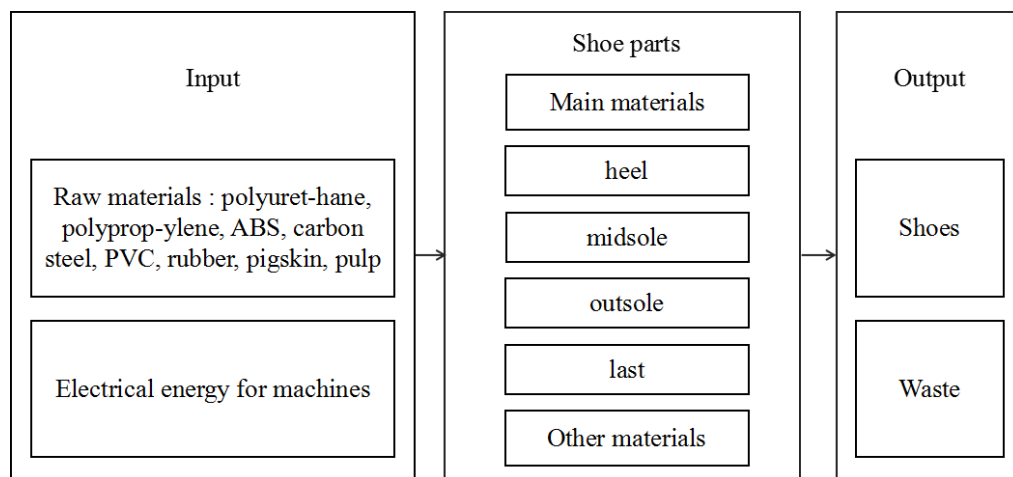 Input
Raw materials : polyuret-hane,
polyprop-ylene, ABS, carbon
steel, PVC, rubber, pigskin, pulp
Electrical energy for machines
Shoe parts
Main materials
heel
midsole
outsole
last
Other materials
Output
Shoes
Waste